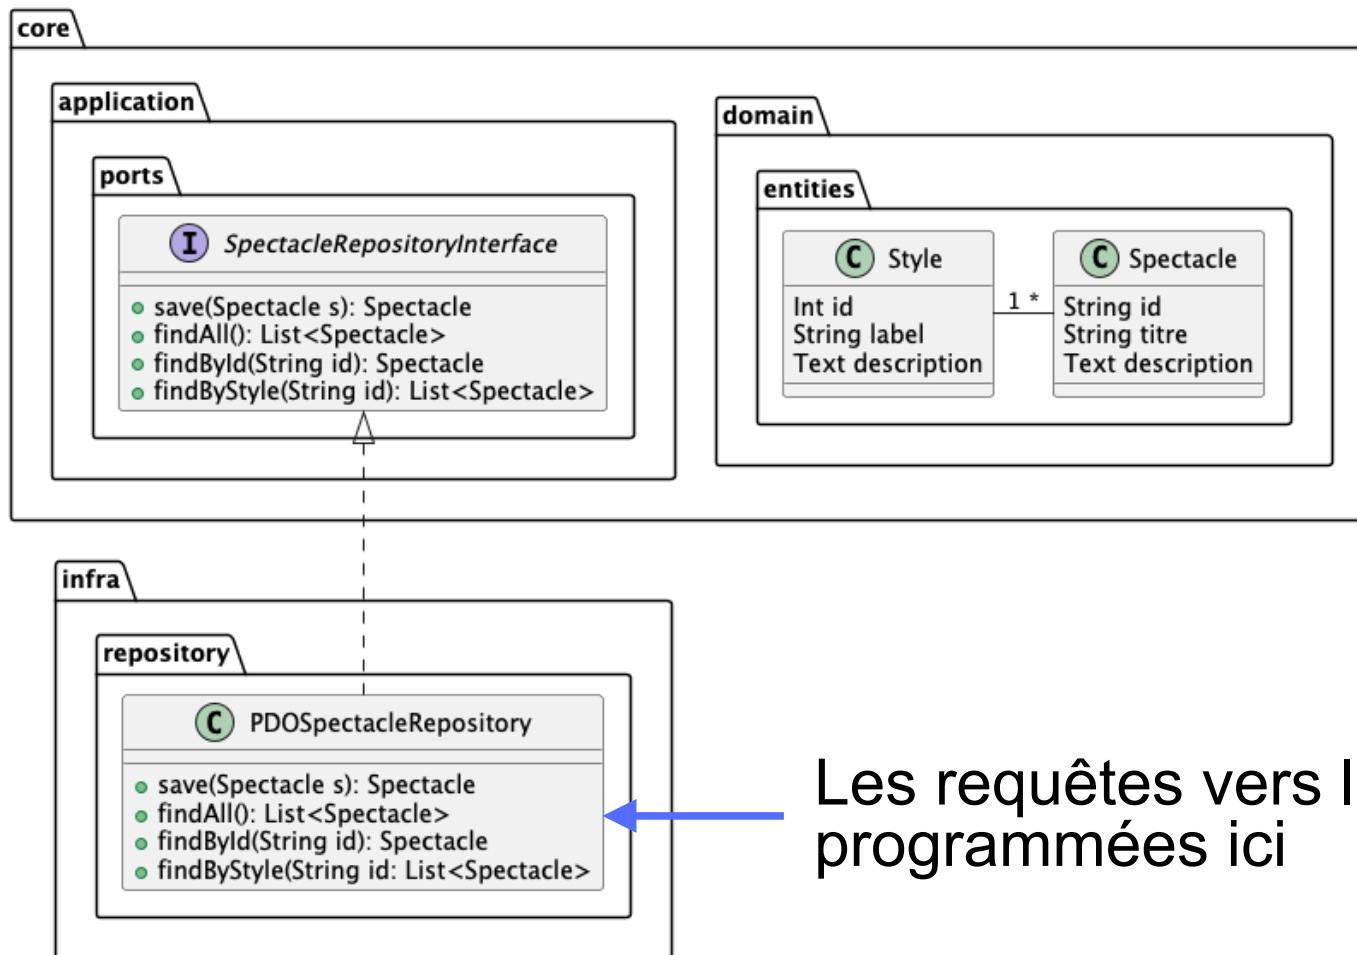 core
application
ports
I SpectacleRepositoryInterface
save(Spectacle s): Spectacle
findAll(): List<Spectacle>
findById(String id): Spectacle
findByStyle(String id): List<Spectacle>
domain
entities
C Style
Int id
String label
Text description
1 *
C Spectacle
String id
String titre
Text description
infra
repository
C PDOSpectacleRepository
save(Spectacle s): Spectacle
findAll(): List<Spectacle>
findById(String id): Spectacle
findByStyle(String id: List<Spectacle>
Les requêtes vers l
programmées ici